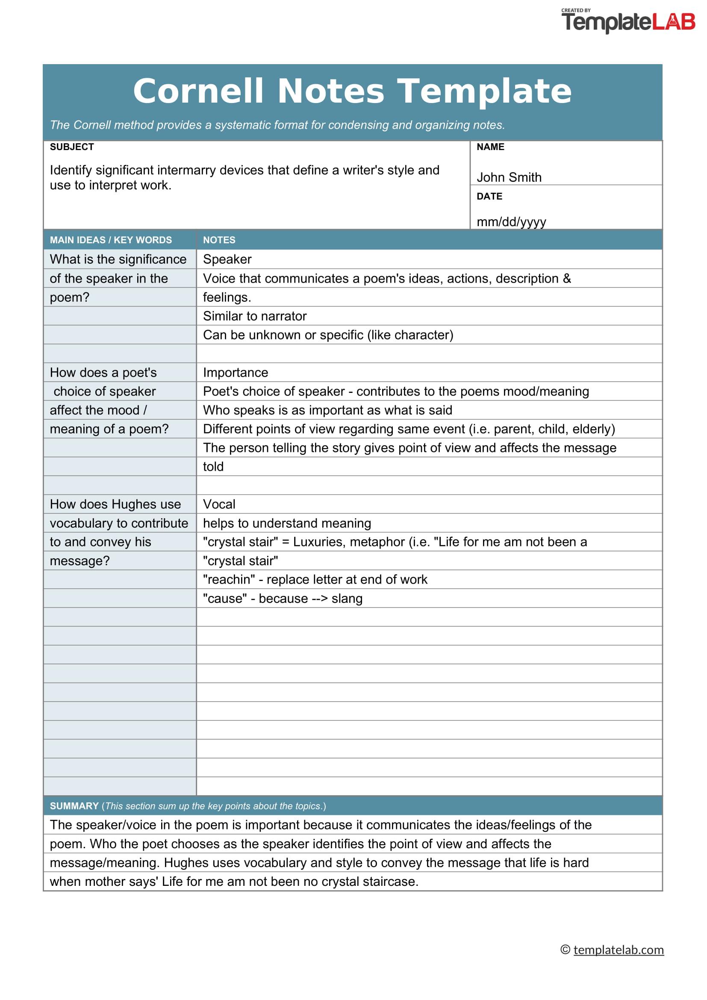 CREATED BY
TemplateLAB
Cornell Notes Template
The Cornell method provides a systematic format for condensing and organizing notes.
SUBJECT
Identify significant intermarry devices that define a writer's style and
use to interpret work.
NAME
John Smith
DATE
mm/dd/yyyy
MAIN IDEAS / KEY WORDS
NOTES
What is the significance
of the speaker in the
poem?
Speaker
Voice that communicates a poem's ideas, actions, description &
feelings.
Similar to narrator
Can be unknown or specific (like character)
How does a poet's
choice of speaker
affect the mood /
meaning of a poem?
Importance
Poet's choice of speaker - contributes to the poems mood/meaning
Who speaks is as important as what is said
Different points of view regarding same event (i.e. parent, child, elderly)
The person telling the story gives point of view and affects the message
told
How does Hughes use
vocabulary to contribute
to and convey his
message?
Vocal
helps to understand meaning
"crystal stair" = Luxuries, metaphor (i.e. "Life for me am not been a
"crystal stair"
"reachin" - replace letter at end of work
"cause" - because --> slang
SUMMARY (This section sum up the key points about the topics.)
The speaker/voice in the poem is important because it communicates the ideas/feelings of the
poem. Who the poet chooses as the speaker identifies the point of view and affects the
message/meaning. Hughes uses vocabulary and style to convey the message that life is hard
when mother says' Life for me am not been no crystal staircase.
© templatelab.com